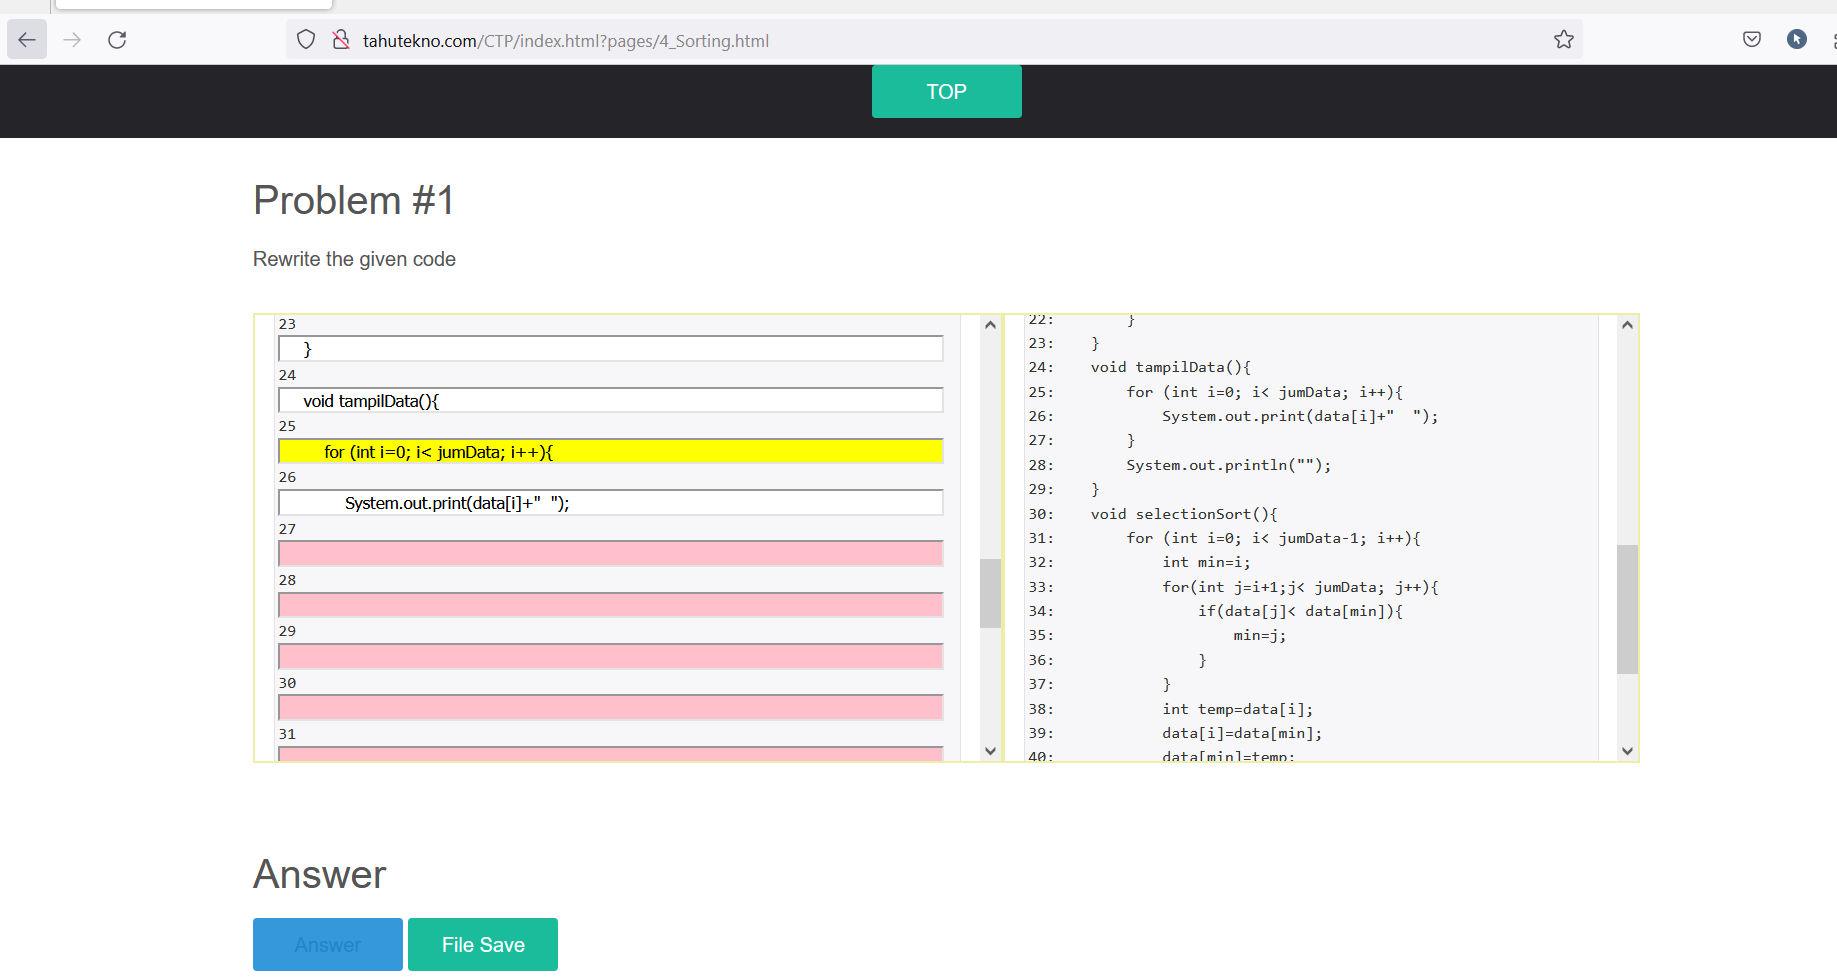 tahutekno.com/CTP/index.html?pages/4_Sorting.html
TOP
Problem #1
Rewrite the given code
23
}
24
void tampilData(){
25
for (int i=0; i< jumData; i++){
26
System.out.print(data[i]+"  ");
27
28
29
30
31
22:        }
23:    }
24:    void tampilData(){
25:        for (int i=0; i< jumData; i++){
26:            System.out.print(data[i]+"  ");
27:        }
28:        System.out.println("");
29:    }
30:    void selectionSort(){
31:        for (int i=0; i< jumData-1; i++){
32:            int min=i;
33:            for(int j=i+1;j< jumData; j++){
34:                if(data[j]< data[min]){
35:                    min=j;
36:                }
37:            }
38:            int temp=data[i];
39:            data[i]=data[min];
40:            data[min]=temp;
Answer
Answer
File Save